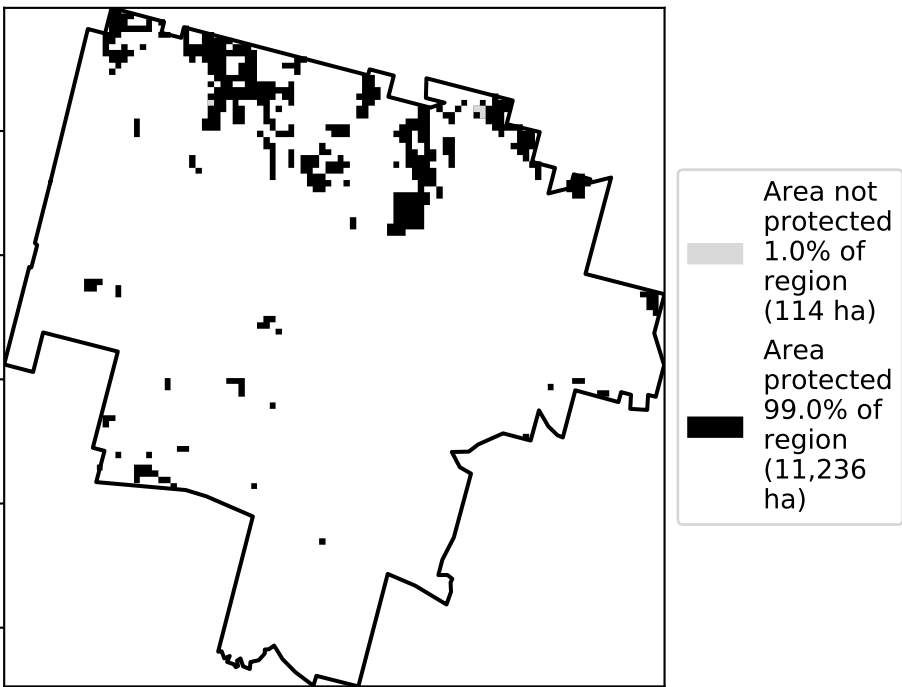 Area not
protected
1.0% of
region
(114 ha)
Area
protected
99.0% of
region
(11,236
ha)